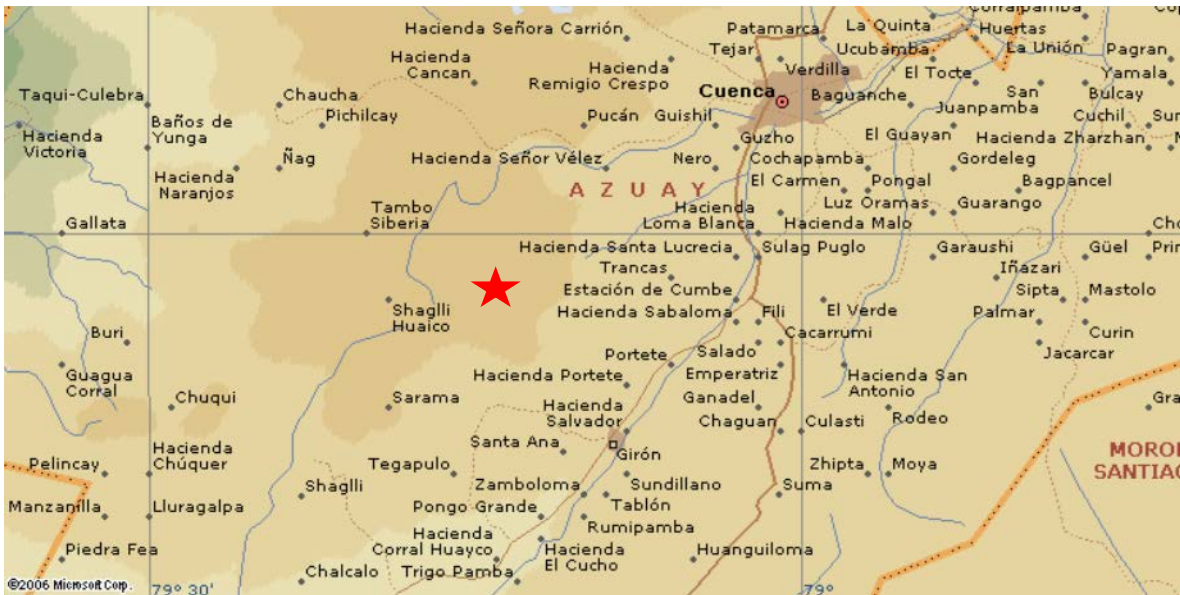 Corraipamba
Hacienda Señora Carrión
Patamarca
La Quinta
Huertas
Tejar
Ucubamba
La Unión
Pagran
Hacienda
Cancan
Hacienda
Remigio Crespo
Verdilla
El Tocte
Yamala
Taqui-Culebra
Chaucha
Cuenca
Baguanche
San
Bulcay
Juanpamba
Pichilcay
Pucán
Guishil
Cuchil
Hacienda
Victoria
Baños de
Yunga
Guzho
El Guayan
Hacienda Zharzhan
Ñag
Hacienda Señor Vélez
Nero
Cochapamba
Gordeleg
Hacienda
Naranjos
AZUAY
El Carmen
Pongal
Bagpancel
Luz Oramas
Guarango
Gallata
Tambo
Siberia
Hacienda
Loma Blanca
Hacienda Malo
Hacienda Santa Lucrecia
Sulag Puglo
Garaushi
Güel
Trancas
Iñazari
Estación de Cumbe
Sipta
Mastolo
Shaglli
Huaico
Hacienda Sabaloma
Fili
El Verde
Palmar
Buri
Cacarrumi
Curin
Portete
Salado
Jacarcar
Guagua
Corral
Hacienda Portete
Emperatriz
Hacienda San
Antonio
Chuqui
Sarama
Hacienda
Salvador
Ganadel
Chaguan
Culasti
Rodeo
Santa Ana
Girón
Hacienda
Chúquer
MORO
SANTIAG
Pelincay
Tegapulo
Zhipta
Moya
Shaglli
Zamboloma
Sundillano
Suma
Manzanílla
Lluragalpa
Pongo Grande
Tablón
Rumipamba
Piedra Fea
Hacienda
Corral Huayco
Hacienda
El Cucho
Huanguiloma
Chalcalo
Trigo Pamba
©2006 Microsoft Corp.
79° 30'
79°